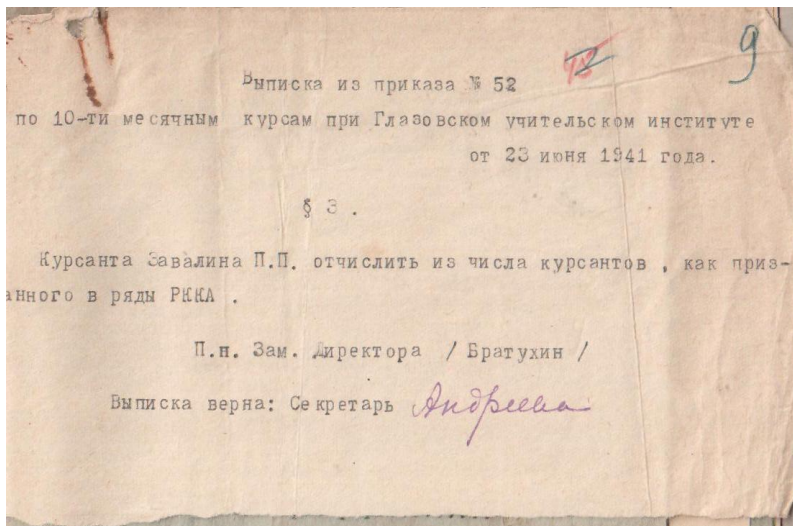 9
Выписка из приказа № 52
по 10-ти месячным курсам при Глазовском учительском институте
от 23 июня 1941 года.
§ 3 .
Курсанта Завалина П.П. отчислить из числа курсантов , как приз-
анного в ряды РККА .
П.н. Зам. Директора / Братухин /
Выписка верна: Секретарь Андреева